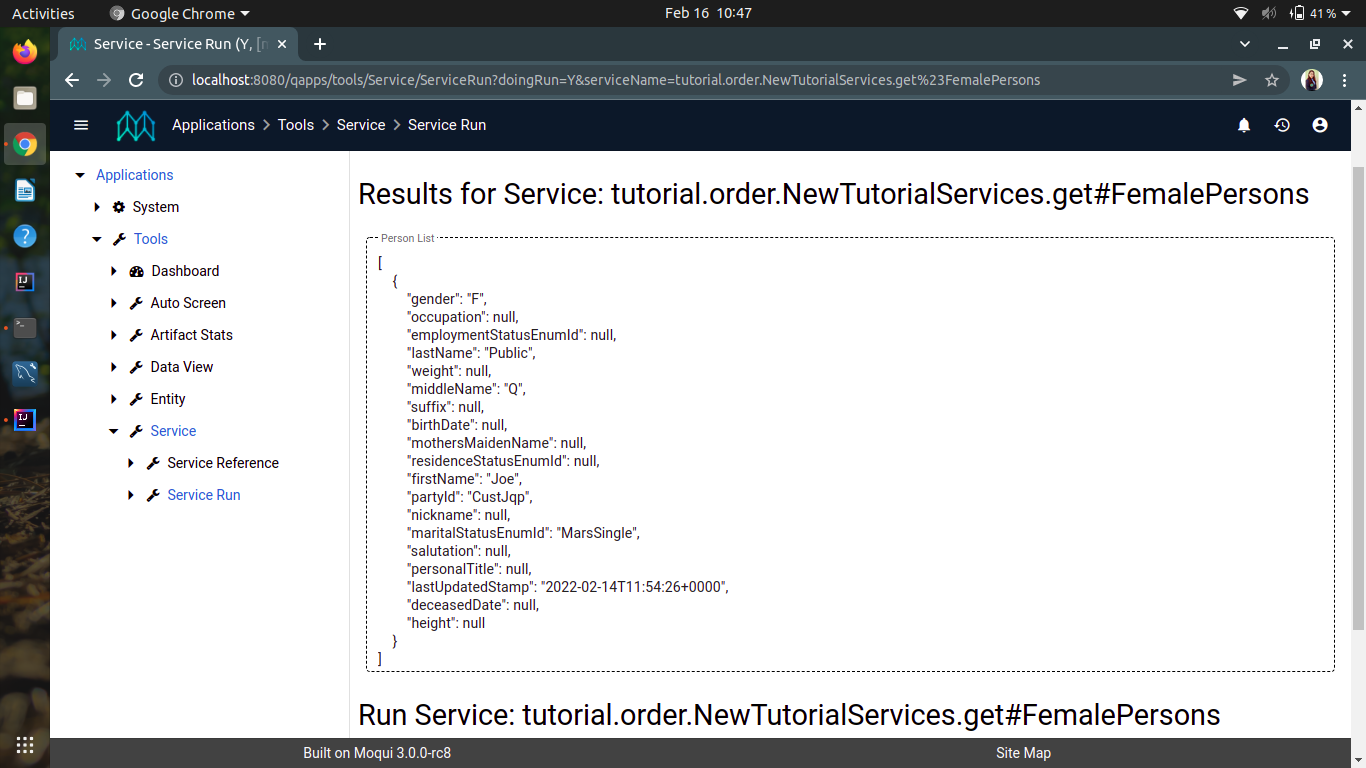 Activities
Google Chrome
Feb 16 10:47
41 %
Service - Service Run (Y, [n
localhost:8080/qapps/tools/Service/ServiceRun?doingRun=Y&serviceName=tutorial.order.NewTutorialServices.get%23FemalePersons
Applications > Tools > Service > Service Run
Applications
System
Tools
Dashboard
Auto Screen
Artifact Stats
Data View
Entity
Service
Service Reference
Service Run
Results for Service: tutorial.order.NewTutorialServices.get#FemalePersons
Person List
[
{
"gender": "F",
"occupation": null,
"employmentStatusEnumId": null,
"lastName": "Public",
"weight": null,
"middleName": "Q",
"suffix": null,
"birthDate": null,
"mothersMaidenName": null,
"residenceStatusEnumId": null,
"firstName": "Joe",
"partyId": "CustJqp",
"nickname": null,
"maritalStatusEnumId": "MarsSingle",
"salutation": null,
"personalTitle": null,
"lastUpdatedStamp": "2022-02-14T11:54:26+0000",
"deceasedDate": null,
"height": null
}
]
Run Service: tutorial.order.NewTutorialServices.get#FemalePersons
Built on Moqui 3.0.0-rc8
Site Map